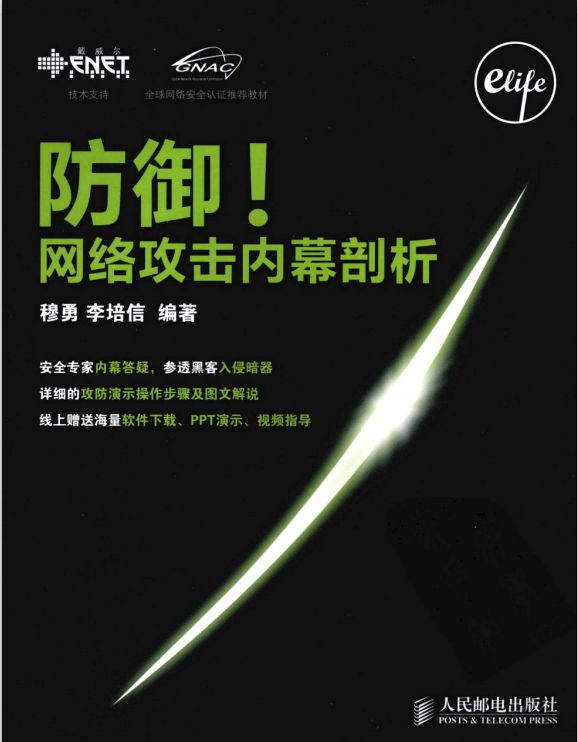 戴 威 尔
ENET
技术支持
GNAC
全球网络安全认证推荐教材
elife
防御！
网络攻击内幕剖析
穆勇 李培信 编著
安全专家内幕答疑，参透黑客入侵暗器
详细的攻防演示操作步骤及图文解说
线上赠送海量软件下载、PPT演示、视频指导
人民邮电出版社
POSTS & TELECOM PRESS